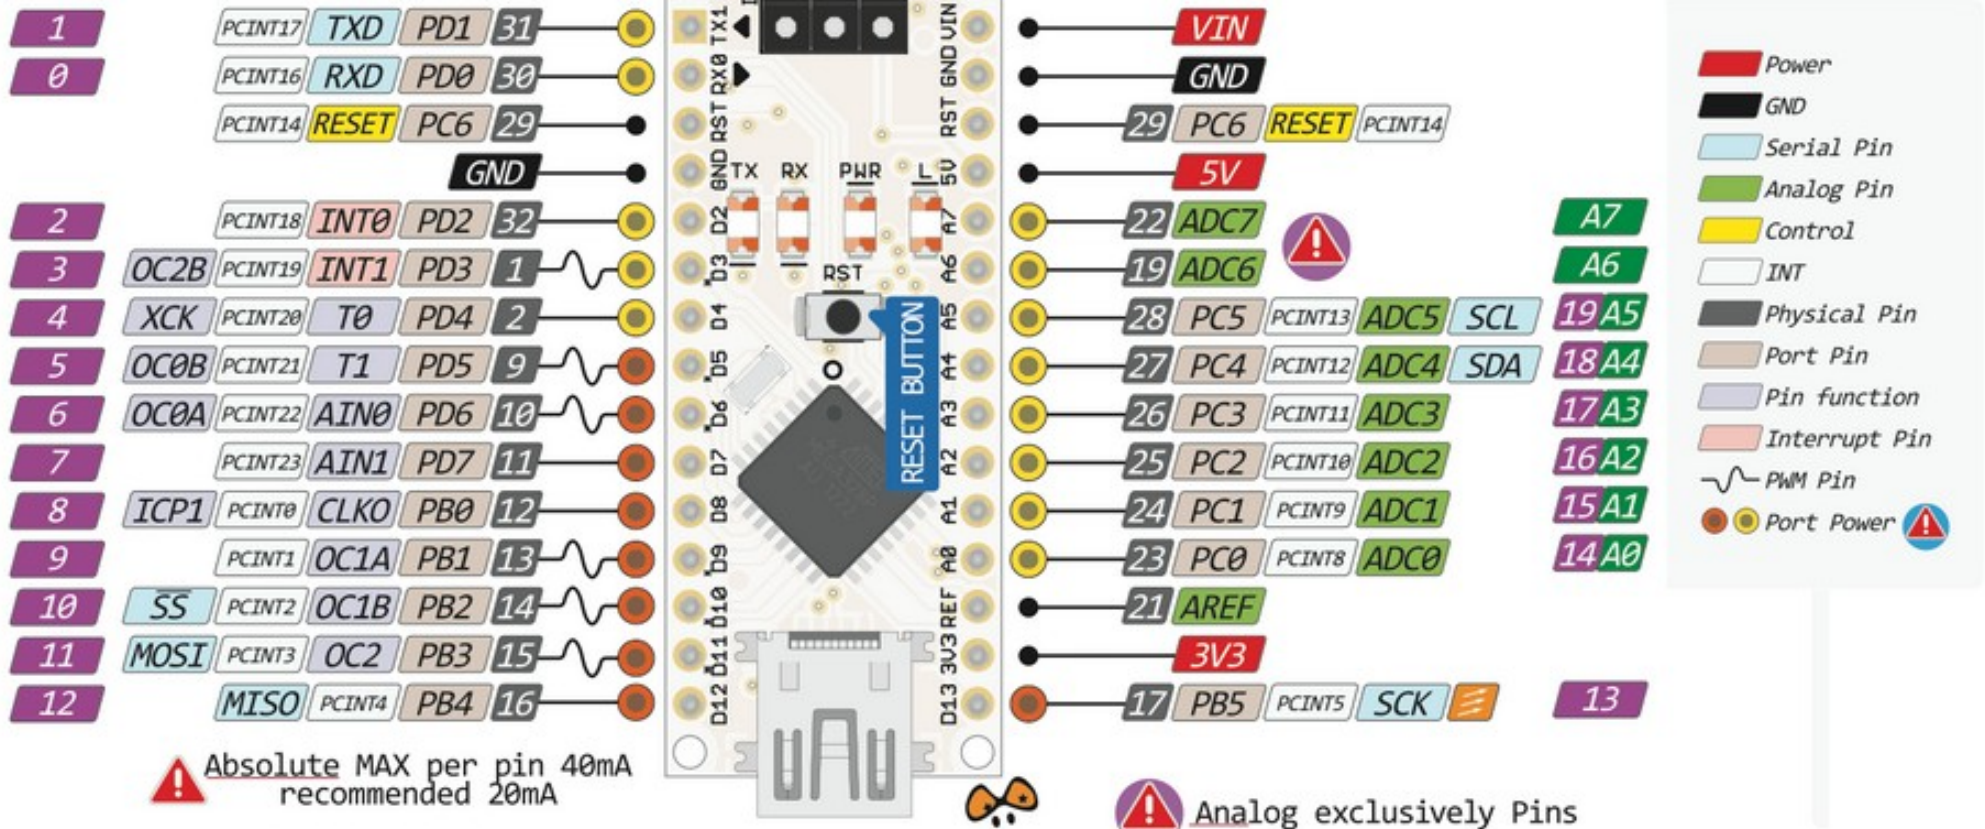 1 PCINT17 TXD PD1 31 TX1 VIN VIN
0 PCINT16 RXD PD0 30 RX0 GND GND
PCINT14 RESET PC6 29 RST RST 29 PC6 RESET PCINT14
GND GND 5V 5V
TX RX PWR L
2 PCINT18 INT0 PD2 32 D2 A7 22 ADC7 A7
3 OC2B PCINT19 INT1 PD3 1 D3 A6 19 ADC6 A6
RST
4 XCK PCINT20 T0 PD4 2 D4 A5 28 PC5 PCINT13 ADC5 SCL 19 A5
5 OC0B PCINT21 T1 PD5 9 D5 A4 27 PC4 PCINT12 ADC4 SDA 18 A4
6 OC0A PCINT22 AIN0 PD6 10 D6 A3 26 PC3 PCINT11 ADC3 17 A3
7 PCINT23 AIN1 PD7 11 D7 A2 25 PC2 PCINT10 ADC2 16 A2
8 ICP1 PCINT0 CLKO PB0 12 D8 A1 24 PC1 PCINT9 ADC1 15 A1
9 PCINT1 OC1A PB1 13 D9 A0 23 PC0 PCINT8 ADC0 14 A0
10 SS PCINT2 OC1B PB2 14 D10 REF 21 AREF
11 MOSI PCINT3 OC2 PB3 15 D11 3V3 3V3
12 MISO PCINT4 PB4 16 D12 D13 17 PB5 PCINT5 SCK 13
RESET BUTTON
Power
GND
Serial Pin
Analog Pin
Control
INT
Physical Pin
Port Pin
Pin function
Interrupt Pin
PWM Pin
Port Power
Absolute MAX per pin 40mA
recommended 20mA
Analog exclusively Pins